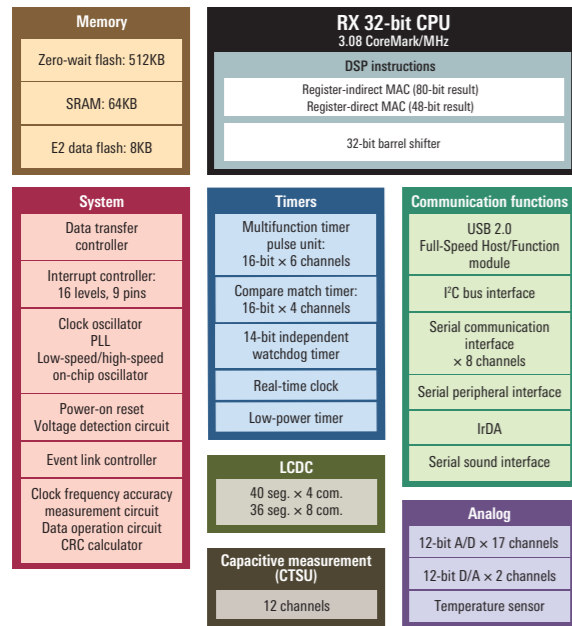 Memory
Zero-wait flash: 512KB
SRAM: 64KB
E2 data flash: 8KB
RX 32-bit CPU
3.08 CoreMark/MHz
DSP instructions
Register-indirect MAC (80-bit result)
Register-direct MAC (48-bit result)
32-bit barrel shifter
System
Data transfer
controller
Interrupt controller:
16 levels, 9 pins
Clock oscillator
PLL
Low-speed/high-speed
on-chip oscillator
Power-on reset
Voltage detection circuit
Event link controller
Clock frequency accuracy
measurement circuit
Data operation circuit
CRC calculator
Timers
Multifunction timer
pulse unit:
16-bit × 6 channels
Compare match timer:
16-bit × 4 channels
14-bit independent
watchdog timer
Real-time clock
Low-power timer
LCDC
40 seg. × 4 com.
36 seg. × 8 com.
Capacitive measurement
(CTSU)
12 channels
Communication functions
USB 2.0
Full-Speed Host/Function
module
I²C bus interface
Serial communication
interface
× 8 channels
Serial peripheral interface
IrDA
Serial sound interface
Analog
12-bit A/D × 17 channels
12-bit D/A × 2 channels
Temperature sensor